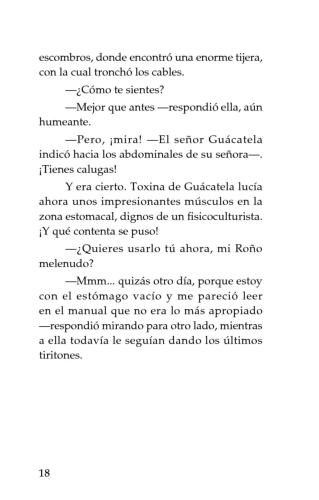 escombros, donde encontró una enorme tijera,
con la cual tronchó los cables.
—¿Cómo te sientes?
—Mejor que antes —respondió ella, aún
humeante.
—Pero, ¡mira! —El señor Guácatela
indicó hacia los abdominales de su señora—.
¡Tienes calugas!
Y era cierto. Toxina de Guácatela lucía
ahora unos impresionantes músculos en la
zona estomacal, dignos de un fisicoculturista.
¡Y qué contenta se puso!
—¿Quieres usarlo tú ahora, mi Roño
melenudo?
—Mmm... quizás otro día, porque estoy
con el estómago vacío y me pareció leer
en el manual que no era lo más apropiado
—respondió mirando para otro lado, mientras
a ella todavía le seguían dando los últimos
tiritones.
18